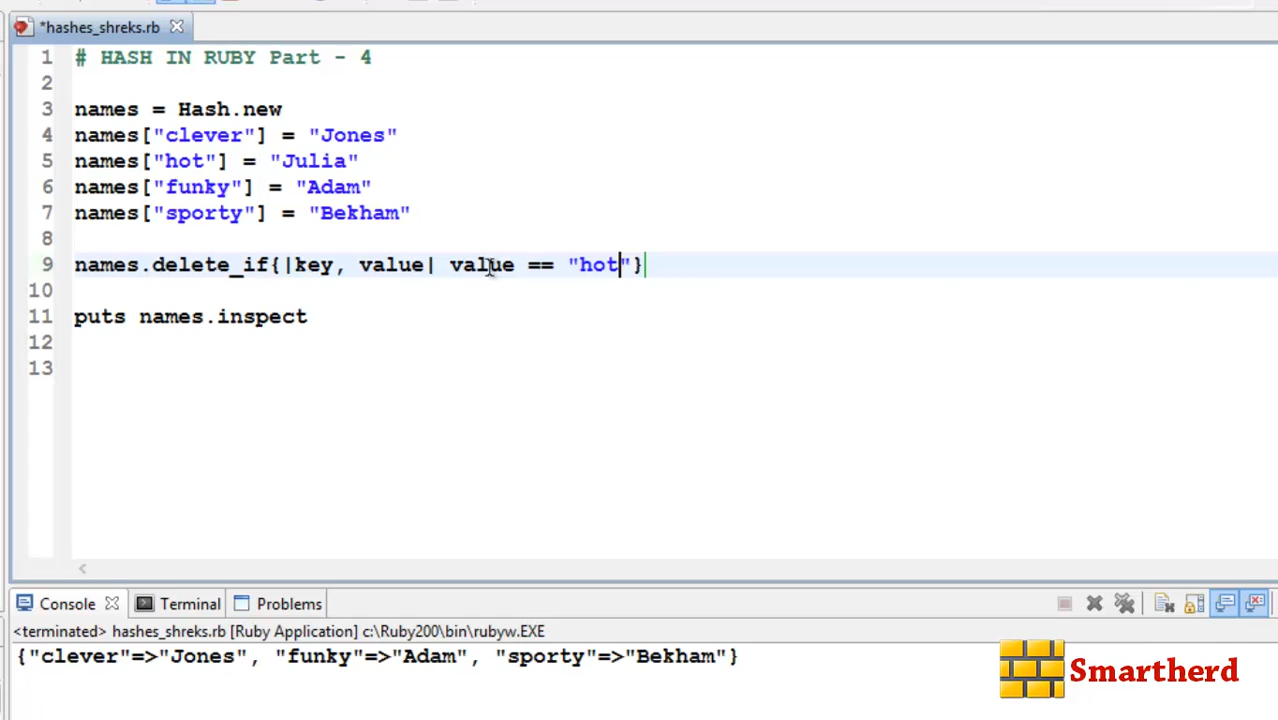 *hashes_shreks.rb
1 # HASH IN RUBY Part - 4
2
3 names = Hash.new
4 names["clever"] = "Jones"
5 names["hot"] = "Julia"
6 names["funky"] = "Adam"
7 names["sporty"] = "Bekham"
8
9 names.delete_if{|key, value| value == "hot"}
10
11 puts names.inspect
12
13
Console Terminal Problems
<terminated> hashes_shreks.rb [Ruby Application] c:\Ruby200\bin\rubyw.EXE
{"clever"=>"Jones", "funky"=>"Adam", "sporty"=>"Bekham"}
Smartherd